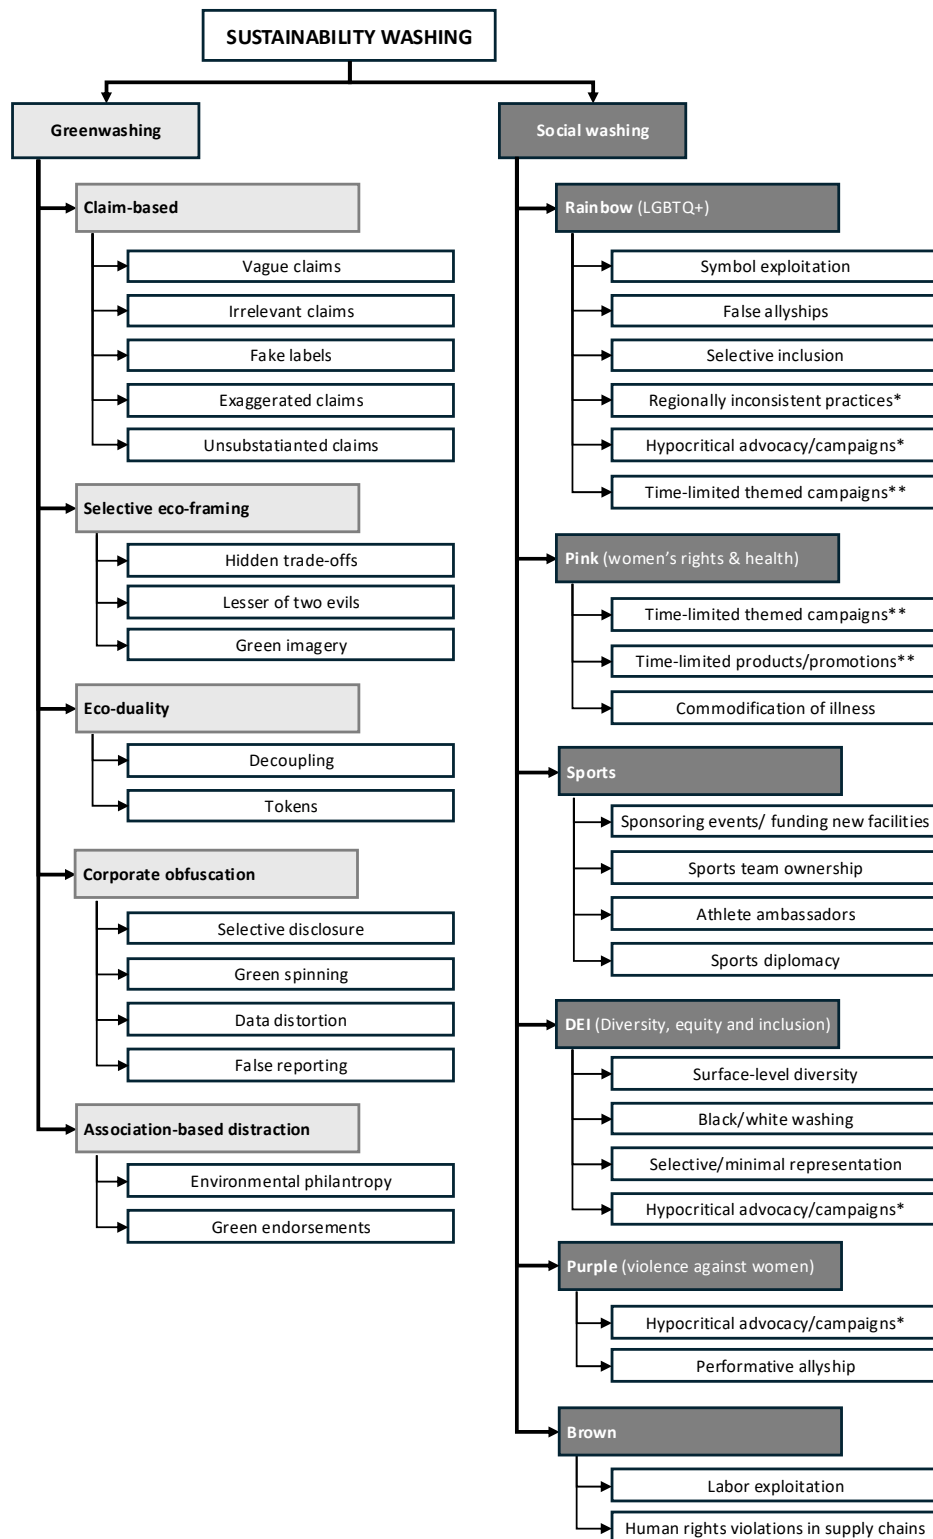 SUSTAINABILITY WASHING
Greenwashing
Claim-based
Vague claims
Irrelevant claims
Fake labels
Exaggerated claims
Unsubstatianted claims
Selective eco-framing
Hidden trade-offs
Lesser of two evils
Green imagery
Eco-duality
Decoupling
Tokens
Corporate obfuscation
Selective disclosure
Green spinning
Data distortion
False reporting
Association-based distraction
Environmental philantropy
Green endorsements
Social washing
Rainbow (LGBTQ+)
Symbol exploitation
False allyships
Selective inclusion
Regionally inconsistent practices*
Hypocritical advocacy/campaigns*
Time-limited themed campaigns**
Pink (women’s rights & health)
Time-limited themed campaigns**
Time-limited products/promotions**
Commodification of illness
Sports
Sponsoring events/ funding new facilities
Sports team ownership
Athlete ambassadors
Sports diplomacy
DEI (Diversity, equity and inclusion)
Surface-level diversity
Black/white washing
Selective/minimal representation
Hypocritical advocacy/campaigns*
Purple (violence against women)
Hypocritical advocacy/campaigns*
Performative allyship
Brown
Labor exploitation
Human rights violations in supply chains